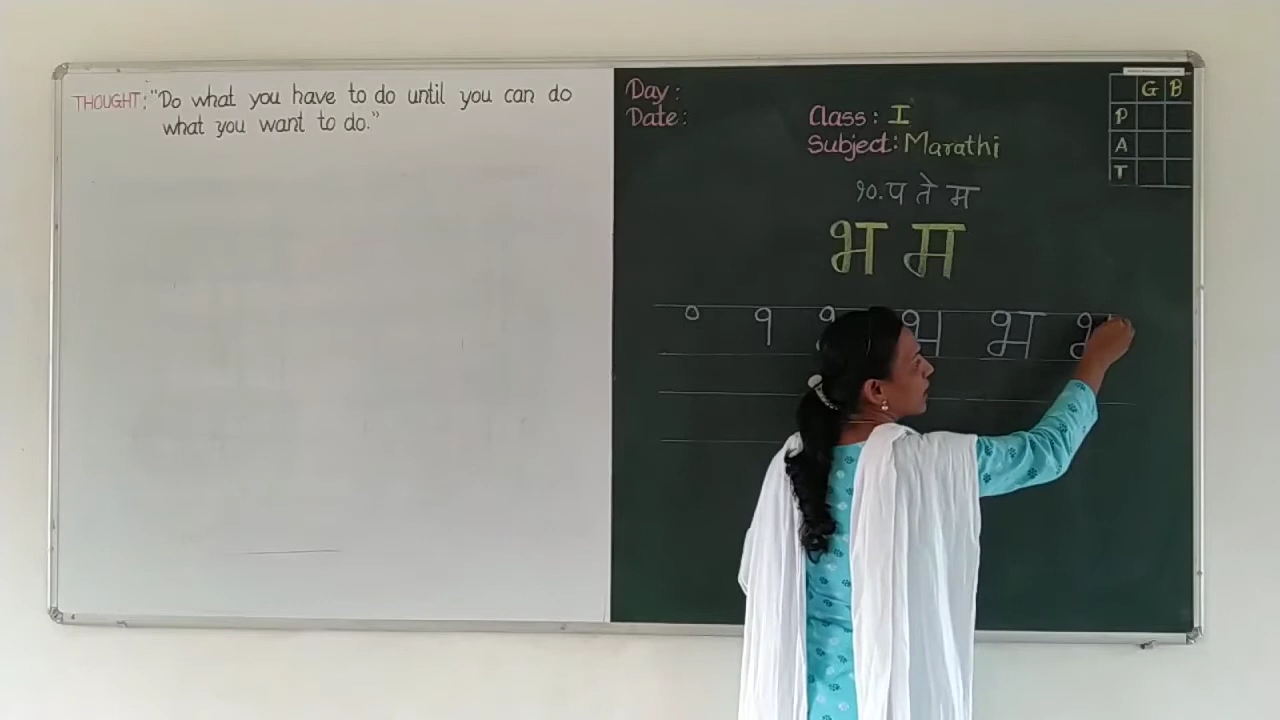 THOUGHT: "Do what you have to do until you can do
what you want to do."
Day:
Date:
Class: I
Subject: Marathi
G B
P
A
T
१०. प ते म
भ म
भ भ